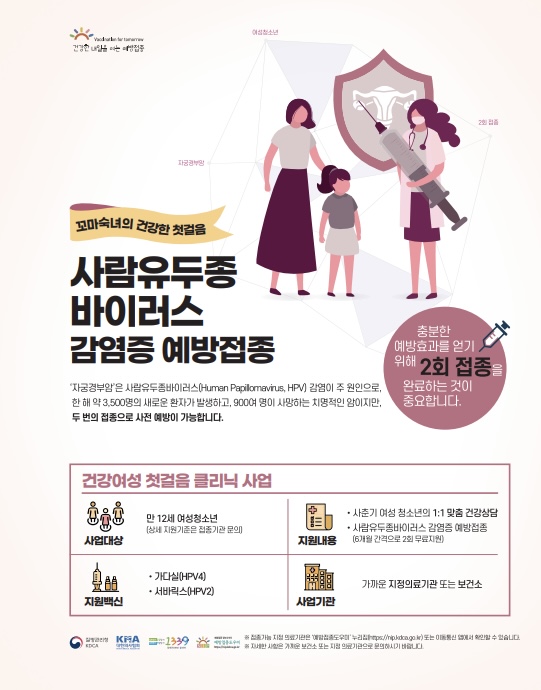 Vaccination for tomorrow
건강한 내일을 여는 예방접종
여성청소년
2회 접종
자궁경부암
꼬마숙녀의 건강한 첫걸음
사람유두종
바이러스
감염증 예방접종
충분한
예방효과를 얻기
위해 2회 접종을
완료하는 것이
중요합니다.
'자궁경부암'은 사람유두종바이러스(Human Papillomavirus, HPV) 감염이 주 원인으로,
한 해 약 3,500명의 새로운 환자가 발생하고, 900여 명이 사망하는 치명적인 암이지만,
두 번의 접종으로 사전 예방이 가능합니다.
건강여성 첫걸음 클리닉 사업
사업대상
만 12세 여성청소년
(상세 지원기준은 접종기관 문의)
지원내용
• 사춘기 여성 청소년의 1:1 맞춤 건강상담
• 사람유두종바이러스 감염증 예방접종
(6개월 간격으로 2회 무료지원)
지원백신
• 가다실(HPV4)
• 서바릭스(HPV2)
사업기관
가까운 지정의료기관 또는 보건소
질병관리청
KDCA
KMA
대한의사협회
1339
예방접종도우미
※ 접종가능 지정 의료기관은 '예방접종도우미' 누리집(https://nip.kdca.go.kr) 또는 이동통신 앱에서 확인할 수 있습니다.
※ 자세한 사항은 가까운 보건소 또는 지정 의료기관으로 문의하시기 바랍니다.